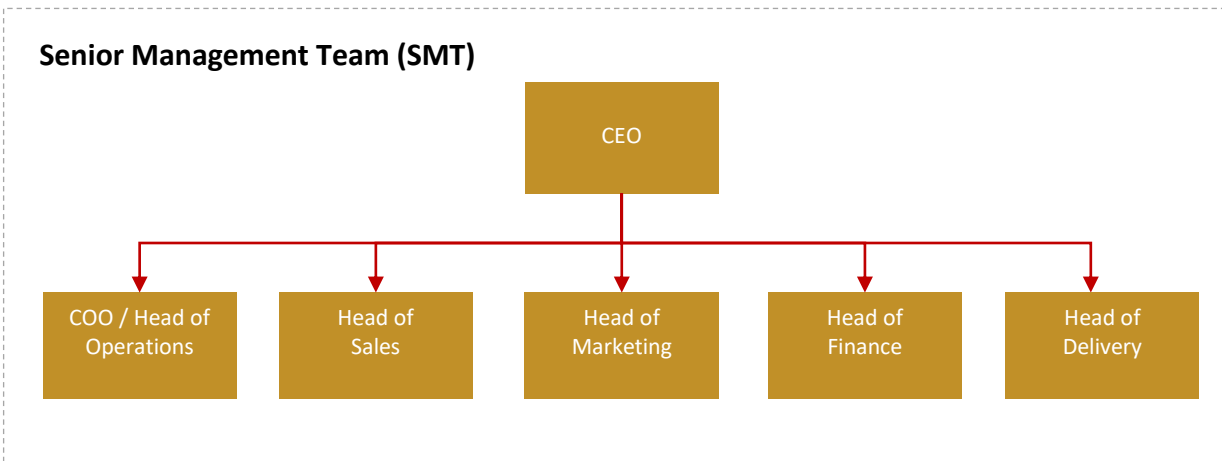 Senior Management Team (SMT)
CEO
COO / Head of
Operations
Head of
Sales
Head of
Marketing
Head of
Finance
Head of
Delivery